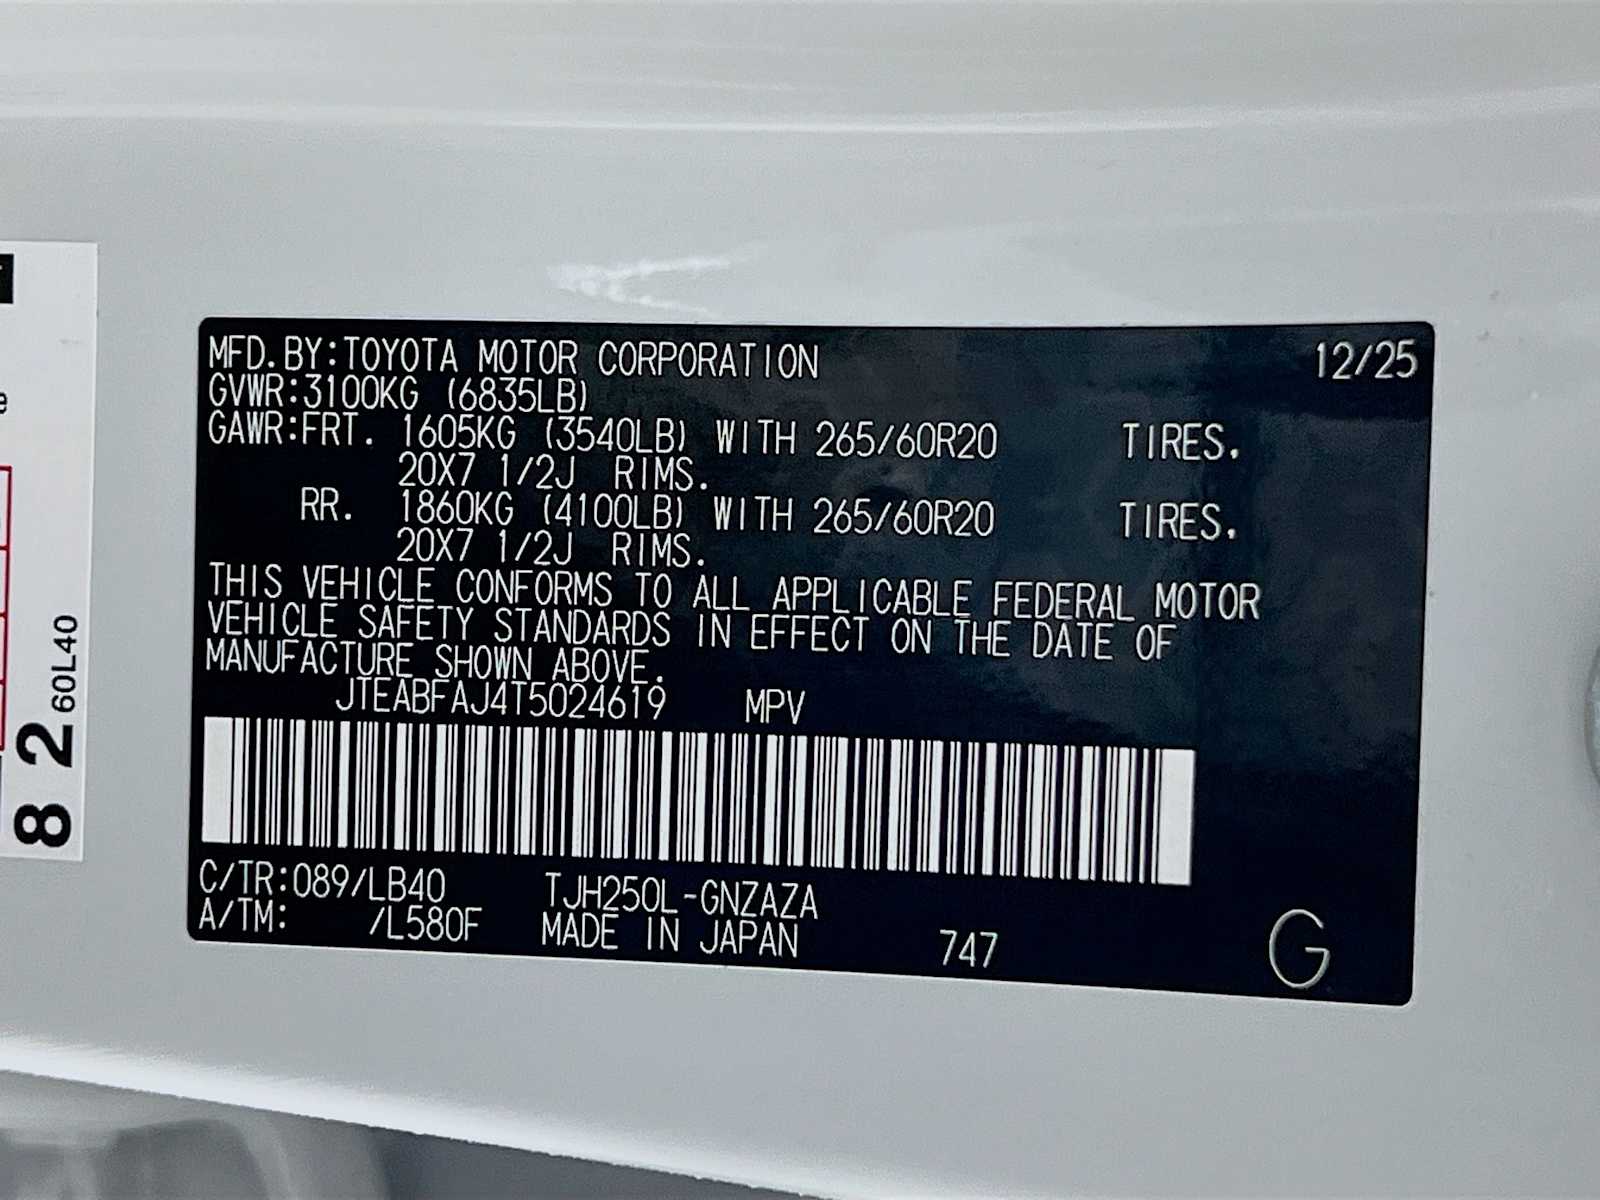 MFD.BY:TOYOTA MOTOR CORPORATION 12/25
GVWR:3100KG (6835LB)
GAWR:FRT. 1605KG (3540LB) WITH 265/60R20 TIRES.
20X7 1/2J RIMS.
RR. 1860KG (4100LB) WITH 265/60R20 TIRES.
20X7 1/2J RIMS.
THIS VEHICLE CONFORMS TO ALL APPLICABLE FEDERAL MOTOR
VEHICLE SAFETY STANDARDS IN EFFECT ON THE DATE OF
MANUFACTURE SHOWN ABOVE.
JTEABFAJ4T5024619 MPV
C/TR:089/LB40 TJH250L-GNZAZA
A/TM: /L580F MADE IN JAPAN 747 G
82 60L40